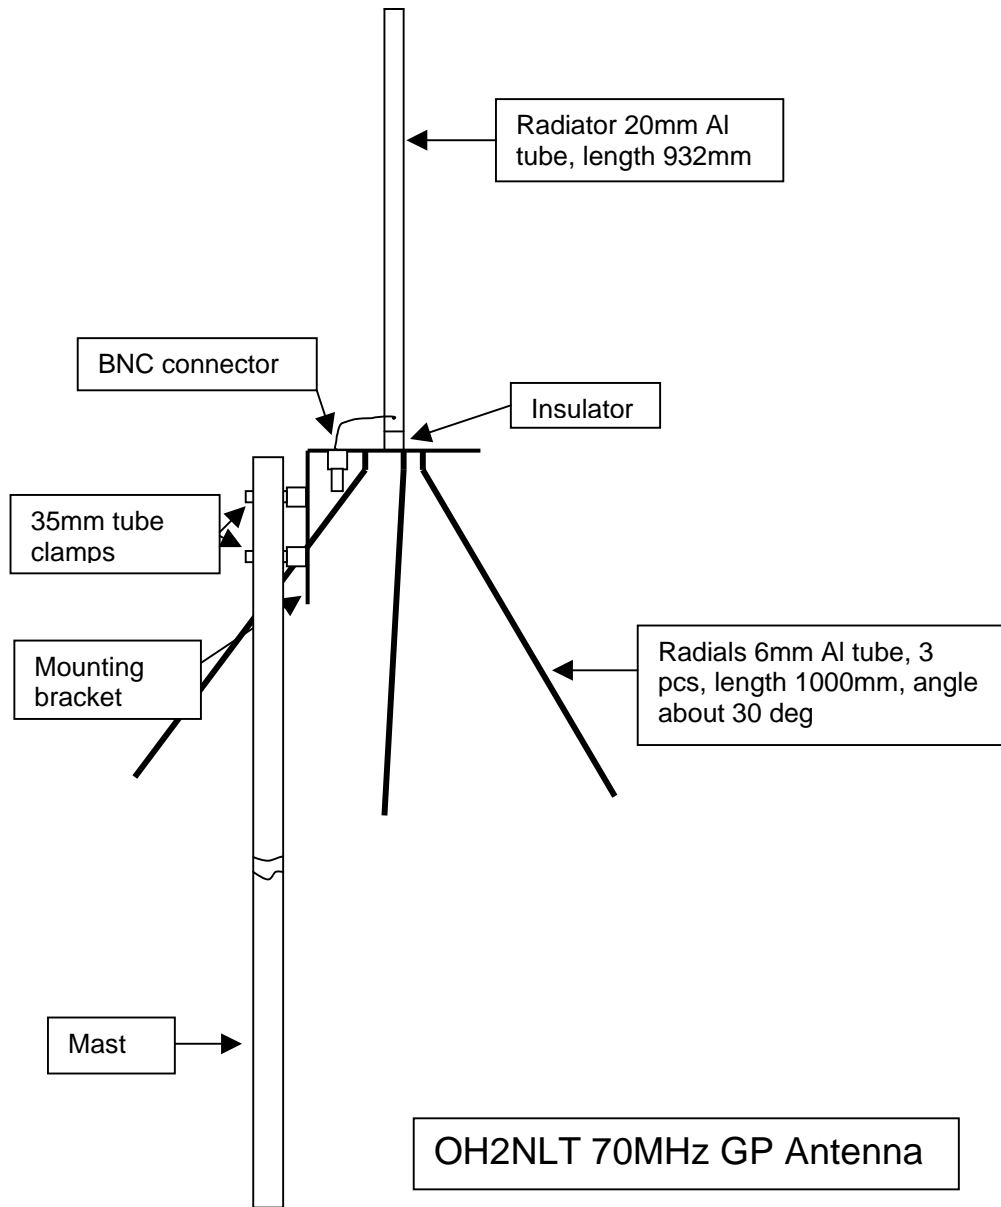 Radiator 20mm Al
tube, length 932mm
BNC connector
Insulator
35mm tube
clamps
Mounting
bracket
Radials 6mm Al tube, 3
pcs, length 1000mm, angle
about 30 deg
Mast
OH2NLT 70MHz GP Antenna